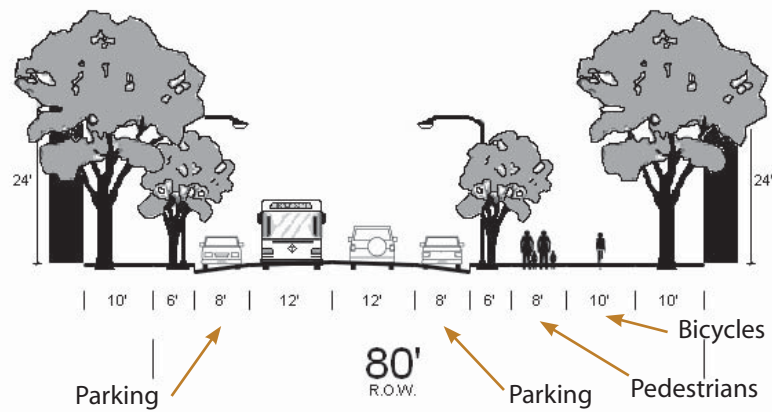 24'
24'
10' 6' 8' 12' 12' 8' 6' 8' 10' 10'
Bicycles
80'
R.O.W.
Parking
Parking
Pedestrians